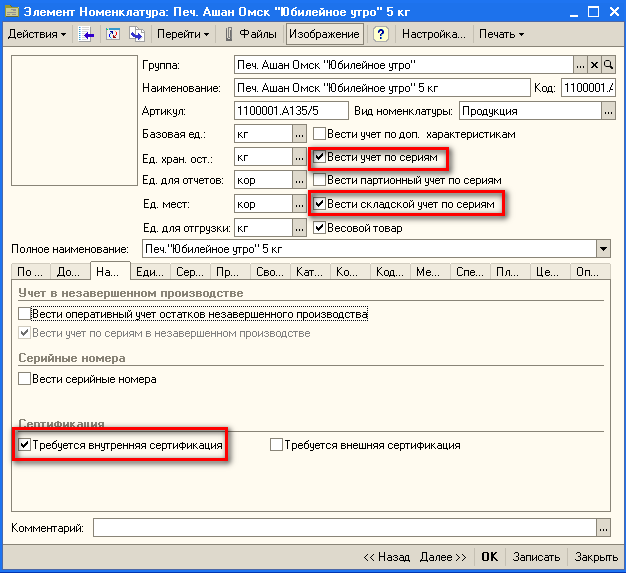 Элемент Номенклатура: Печ. Ашан Омск "Юбилейное утро" 5 кг
Действия Перейти Файлы Изображение ? Настройка... Печать
Группа: Печ. Ашан Омск "Юбилейное утро" ...
Наименование: Печ. Ашан Омск "Юбилейное утро" 5 кг Код: 1100001.А
Артикул: 1100001.А135/5 Вид номенклатуры: Продукция ...
Базовая ед.: кг ... Вести учет по доп. характеристикам
Ед. хран. ост.: кг ... Вести учет по сериям
Ед. для отчетов: кор ... Вести партионный учет по сериям
Ед. мест: кор ... Вести складской учет по сериям
Ед. для отгрузки: кг ... Весовой товар
Полное наименование: Печ."Юбилейное утро" 5 кг
По ... До... На... Еди... Сер... Пр... Сво... Кат... Ко... Код... Ме... Спе... Пл... Це... Оп...
Учет в незавершенном производстве
Вести оперативный учет остатков незавершенного производства
Вести учет по сериям в незавершенном производстве
Серийные номера
Вести серийные номера
Сертификация
Требуется внутренняя сертификация Требуется внешняя сертификация
Комментарий: ...
<< Назад Далее >> OK Записать Закрыть